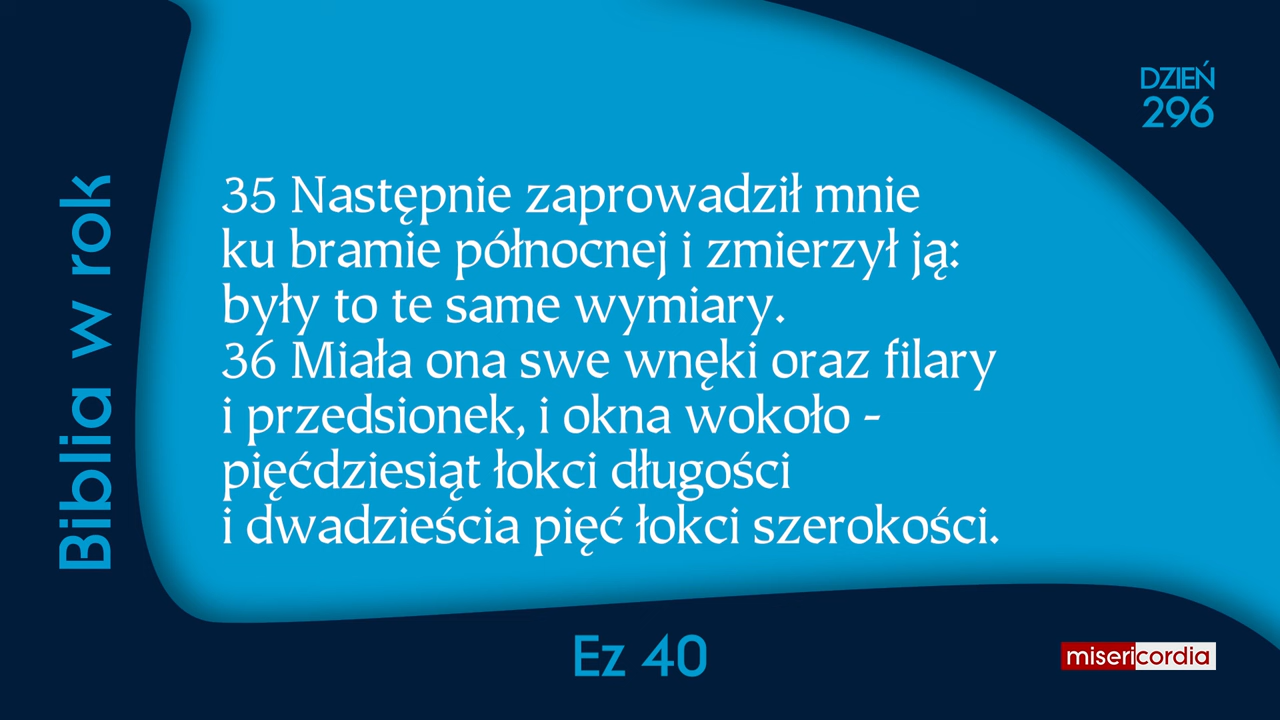 DZIEŃ
296
Biblia w rok
35 Następnie zaprowadził mnie
ku bramie północnej i zmierzył ją:
były to te same wymiary.
36 Miała ona swe wnęki oraz filary
i przedsionek, i okna wokoło -
pięćdziesiąt łokci długości
i dwadzieścia pięć łokci szerokości.
Ez 40
misericordia